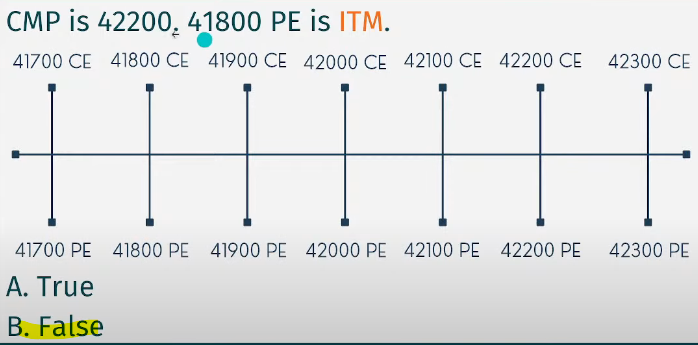 CMP is 42200. 41800 PE is ITM.
41700 CE 41800 CE 41900 CE 42000 CE 42100 CE 42200 CE 42300 CE
41700 PE 41800 PE 41900 PE 42000 PE 42100 PE 42200 PE 42300 PE
A. True
B. False